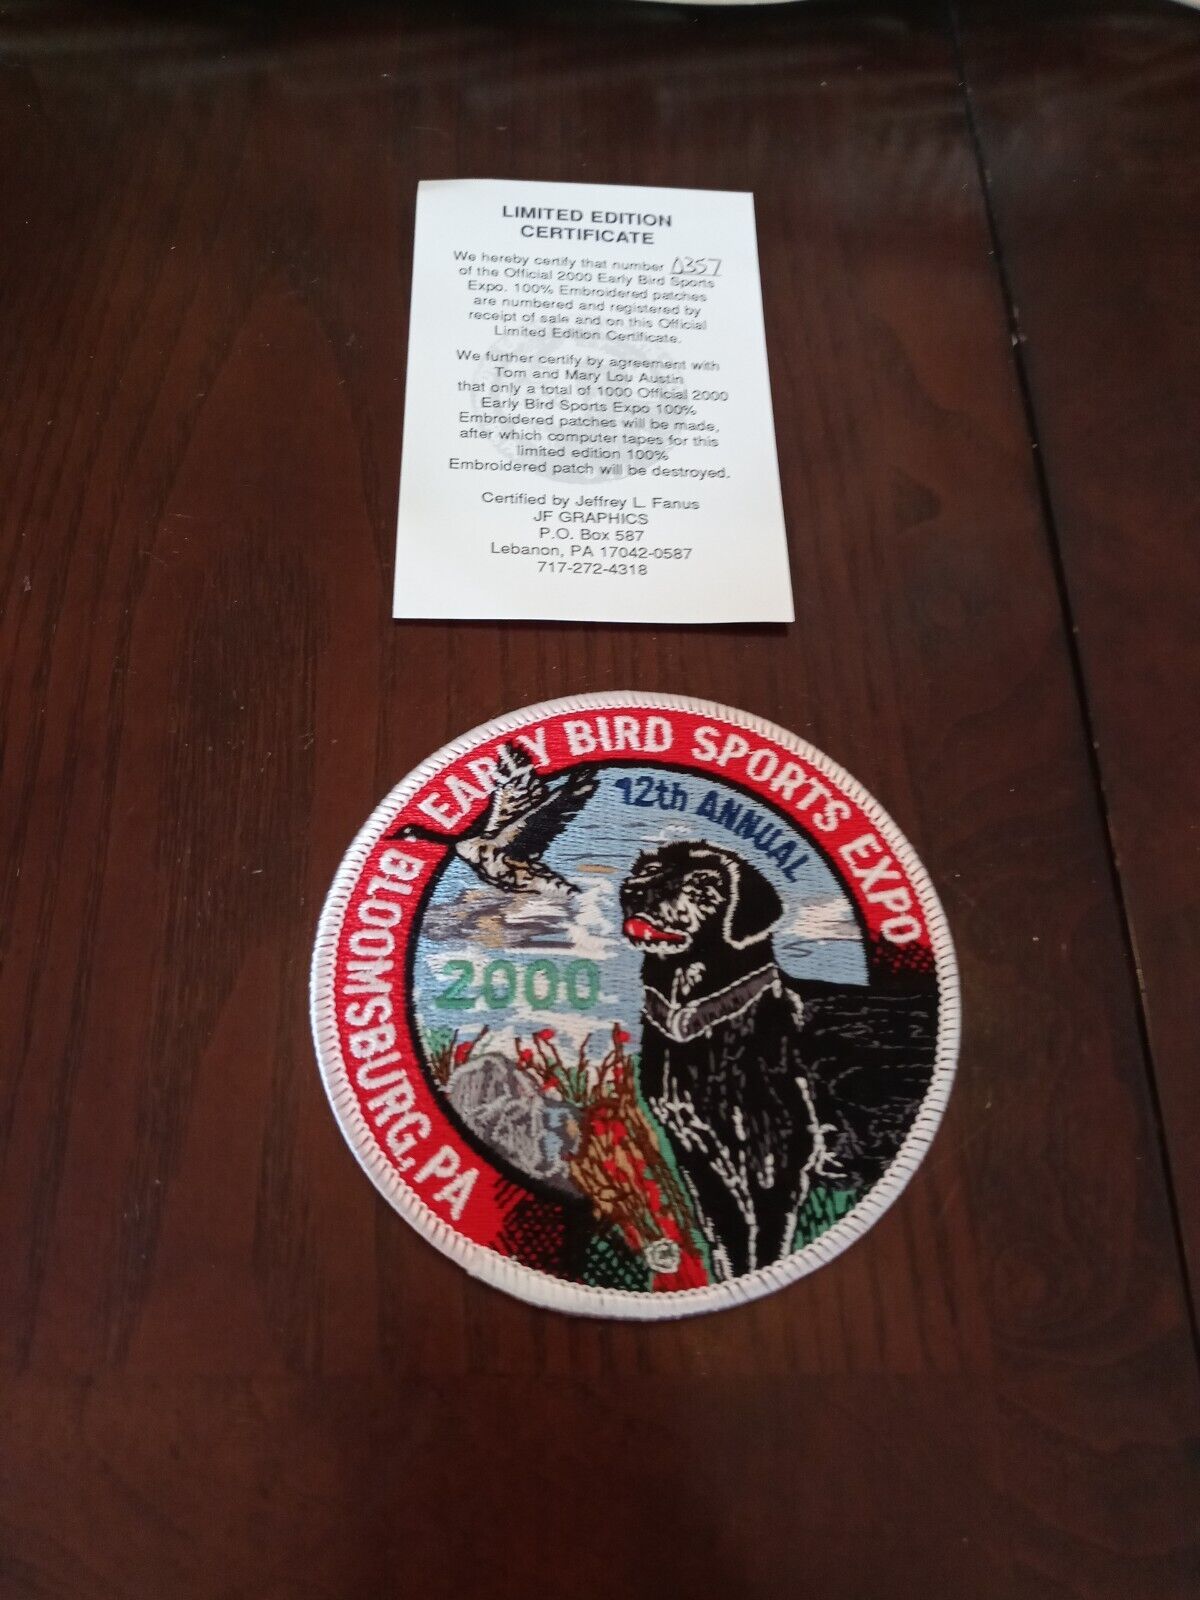 LIMITED EDITION
CERTIFICATE
We hereby certify that number 0357
of the Official 2000 Early Bird Sports
Expo. 100% Embroidered patches
are numbered and registered by
receipt of sale and on this Official
Limited Edition Certificate.
We further certify by agreement with
Tom and Mary Lou Austin
that only a total of 1000 Official 2000
Early Bird Sports Expo 100%
Embroidered patches will be made,
after which computer tapes for this
limited edition 100%
Embroidered patch will be destroyed.
Certified by Jeffrey L. Fanus
JF GRAPHICS
P.O. Box 587
Lebanon, PA 17042-0587
717-272-4318
EARLY BIRD SPORTS EXPO
12th ANNUAL
2000
BLOOMSBURG, PA